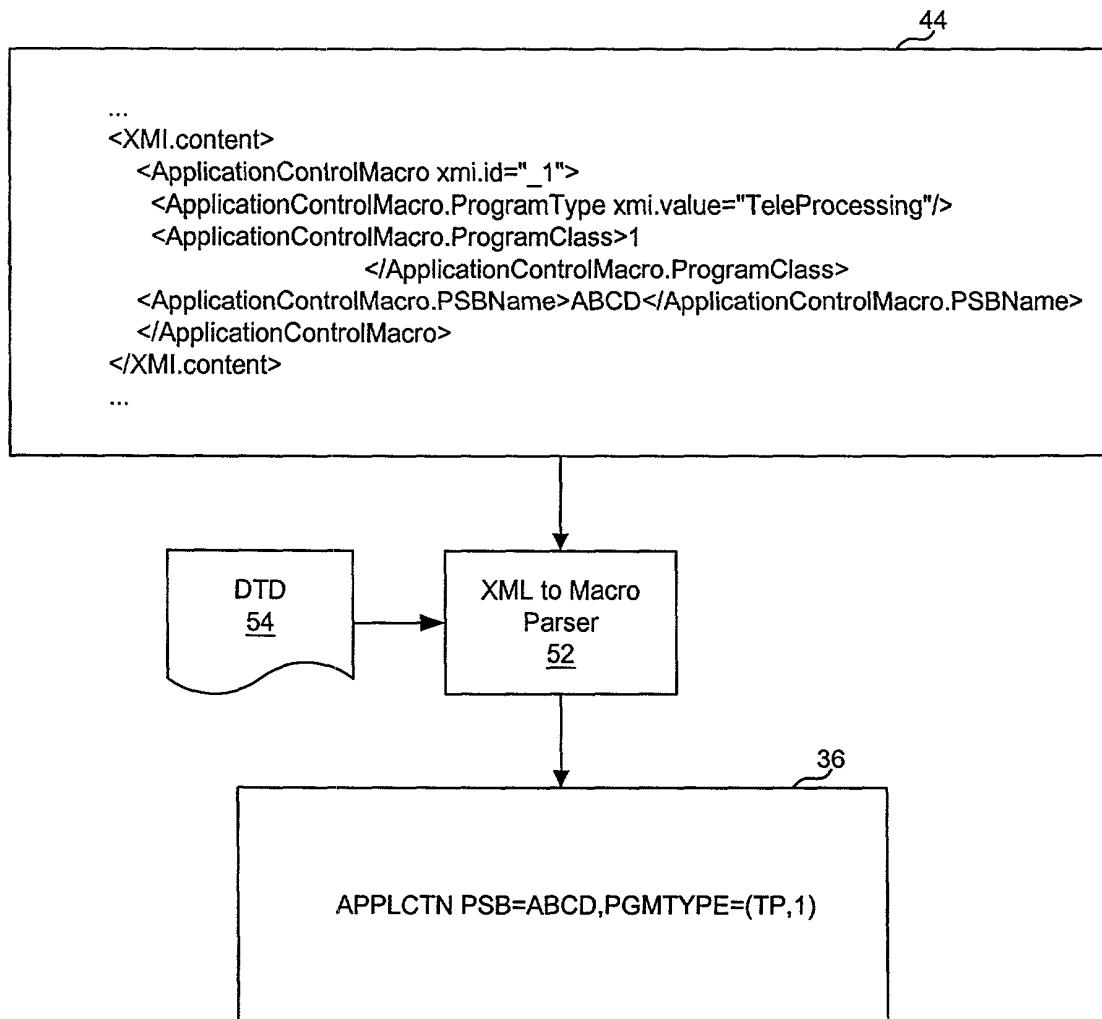 44
...
<XMI.content>
<ApplicationControlMacro xmi.id="_1">
<ApplicationControlMacro.ProgramType xmi.value="TeleProcessing"/>
<ApplicationControlMacro.ProgramClass>1
</ApplicationControlMacro.ProgramClass>
<ApplicationControlMacro.PSBName>ABCD</ApplicationControlMacro.PSBName>
</ApplicationControlMacro>
</XMI.content>
...
DTD
54
XML to Macro
Parser
52
36
APPLCTN PSB=ABCD,PGMTYPE=(TP,1)